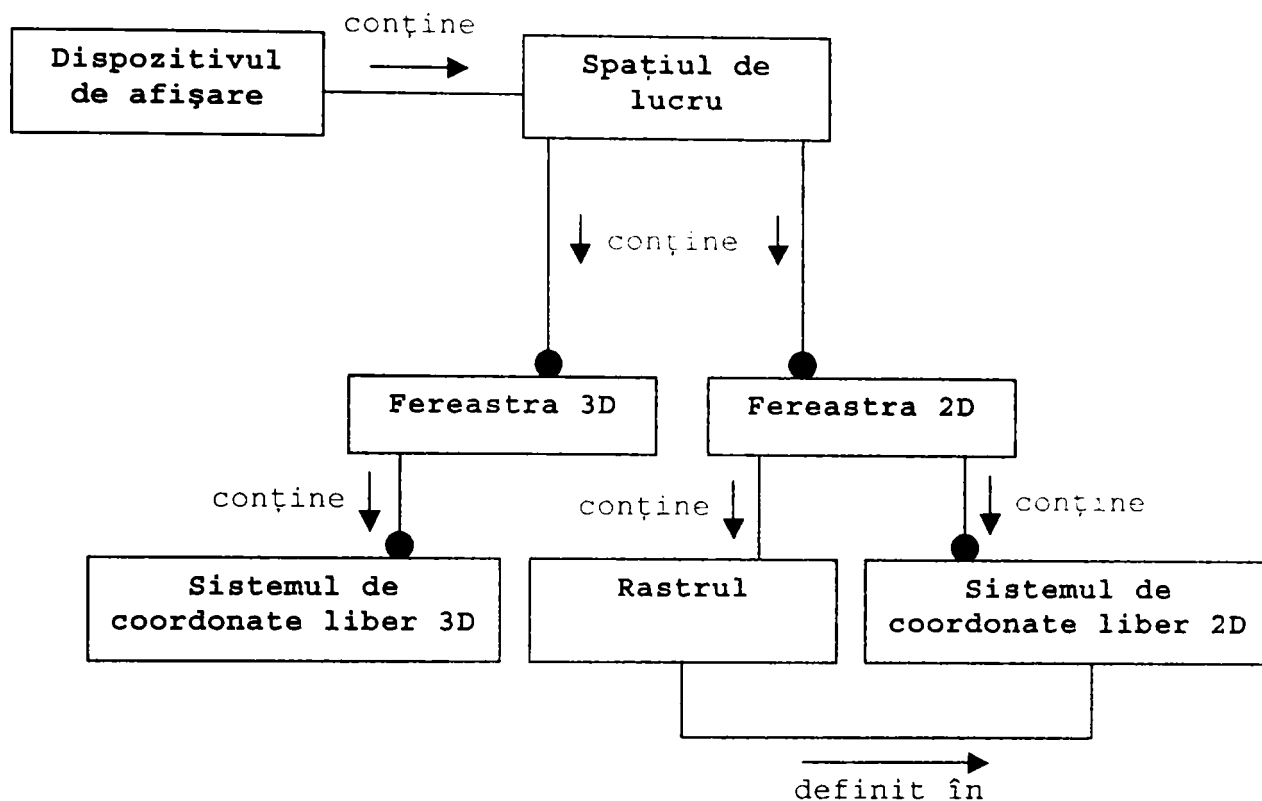 conține
Dispozitivul
de afişare
Spațiul de
lucru
conține
Fereastra 3D
Fereastra 2D
conține
conține
conține
Sistemul de
coordonate liber 3D
Rastrul
Sistemul de
coordonate liber 2D
definit în